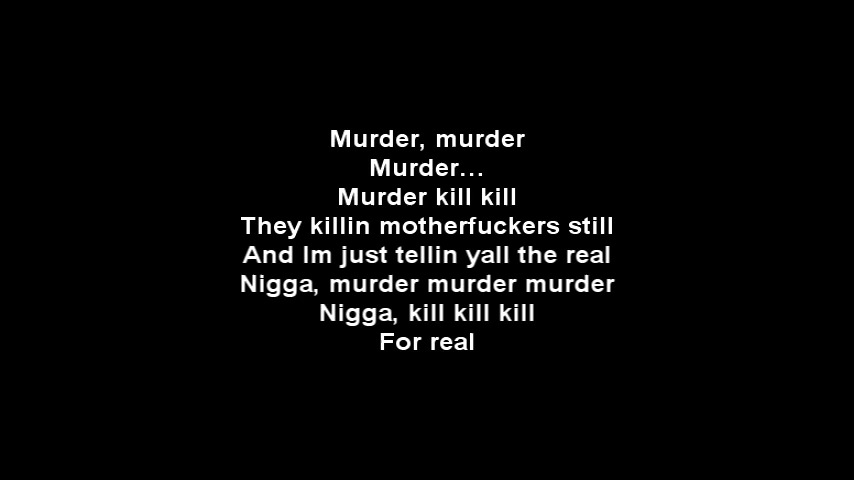 Murder, murder
Murder...
Murder kill kill
They killin motherfuckers still
And Im just tellin yall the real
Nigga, murder murder murder
Nigga, kill kill kill
For real